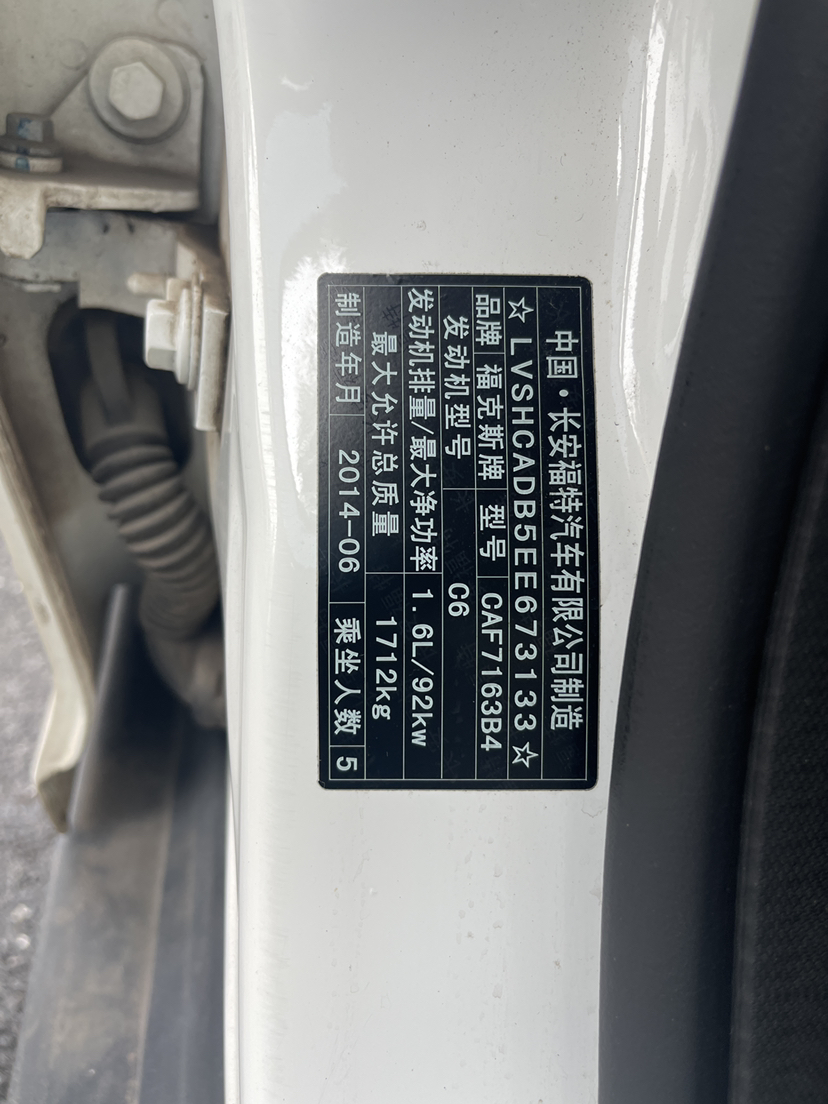 中国·长安福特汽车有限公司制造
☆LVSHCADB5EE673133☆
品牌 福克斯牌 型号 CAF7163B4
发动机型号 C6
发动机排量/最大净功率 1.6L/92kw
最大允许总质量 1712kg
制造年月 2014-06 乘坐人数 5